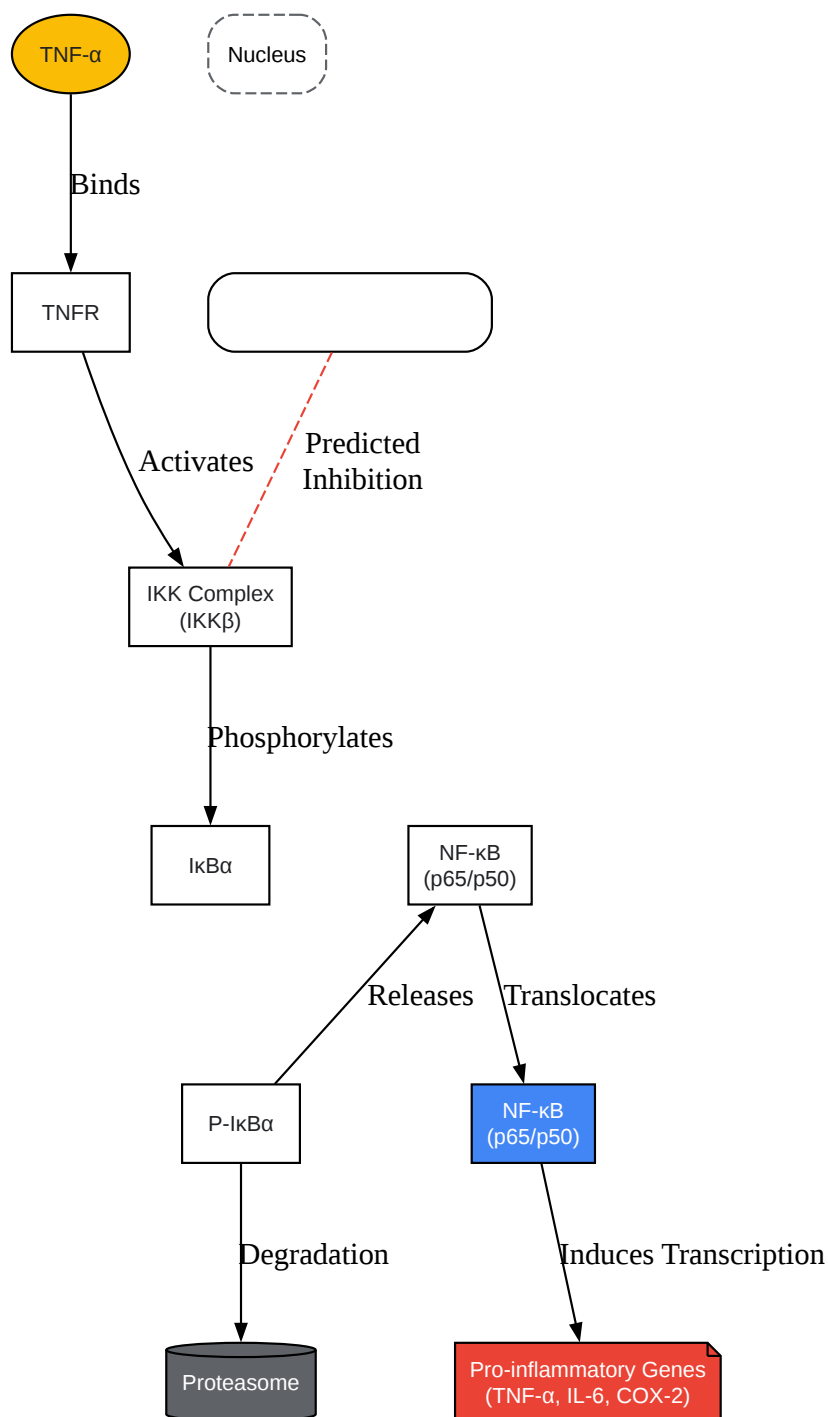 TNF-α
Nucleus
Binds
TNFR
Activates
Predicted
Inhibition
IKK Complex
(IKKβ)
Phosphorylates
IκBα
NF-κB
(p65/p50)
Releases
Translocates
P-IκBα
NF-κB
(p65/p50)
Degradation
Induces Transcription
Proteasome
Pro-inflammatory Genes
(TNF-α, IL-6, COX-2)